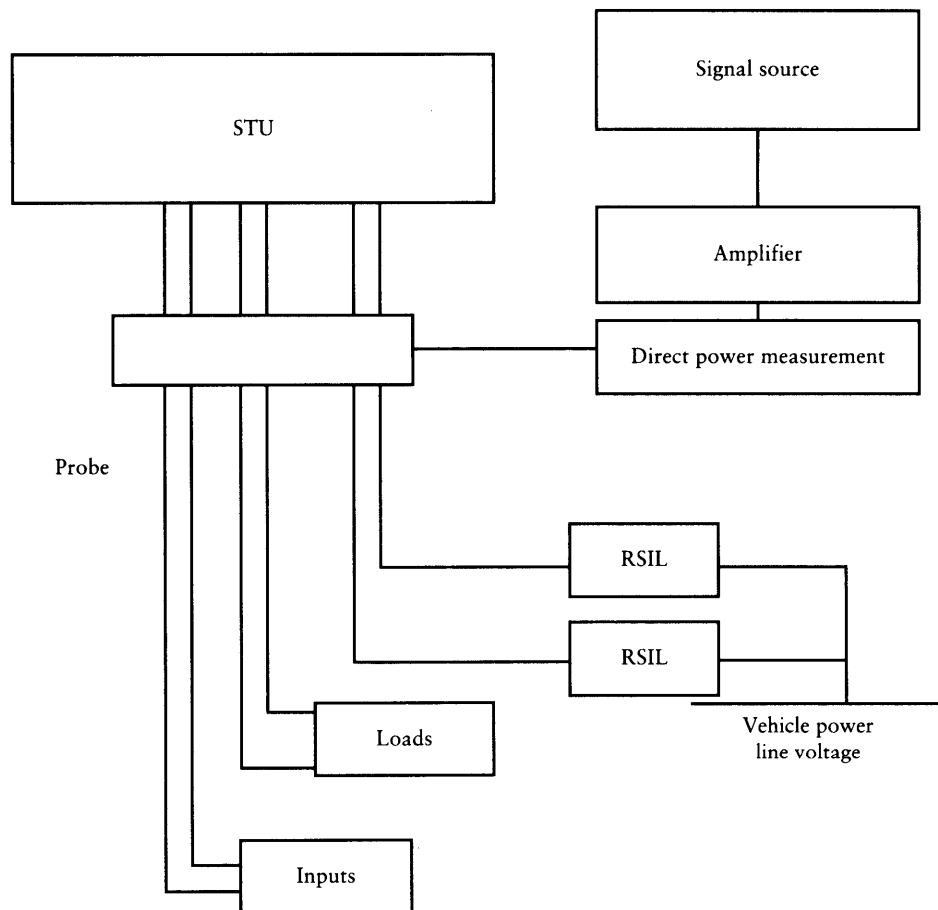 Signal source
STU
Amplifier
Direct power measurement
Probe
RSIL
RSIL
Loads
Vehicle power
line voltage
Inputs